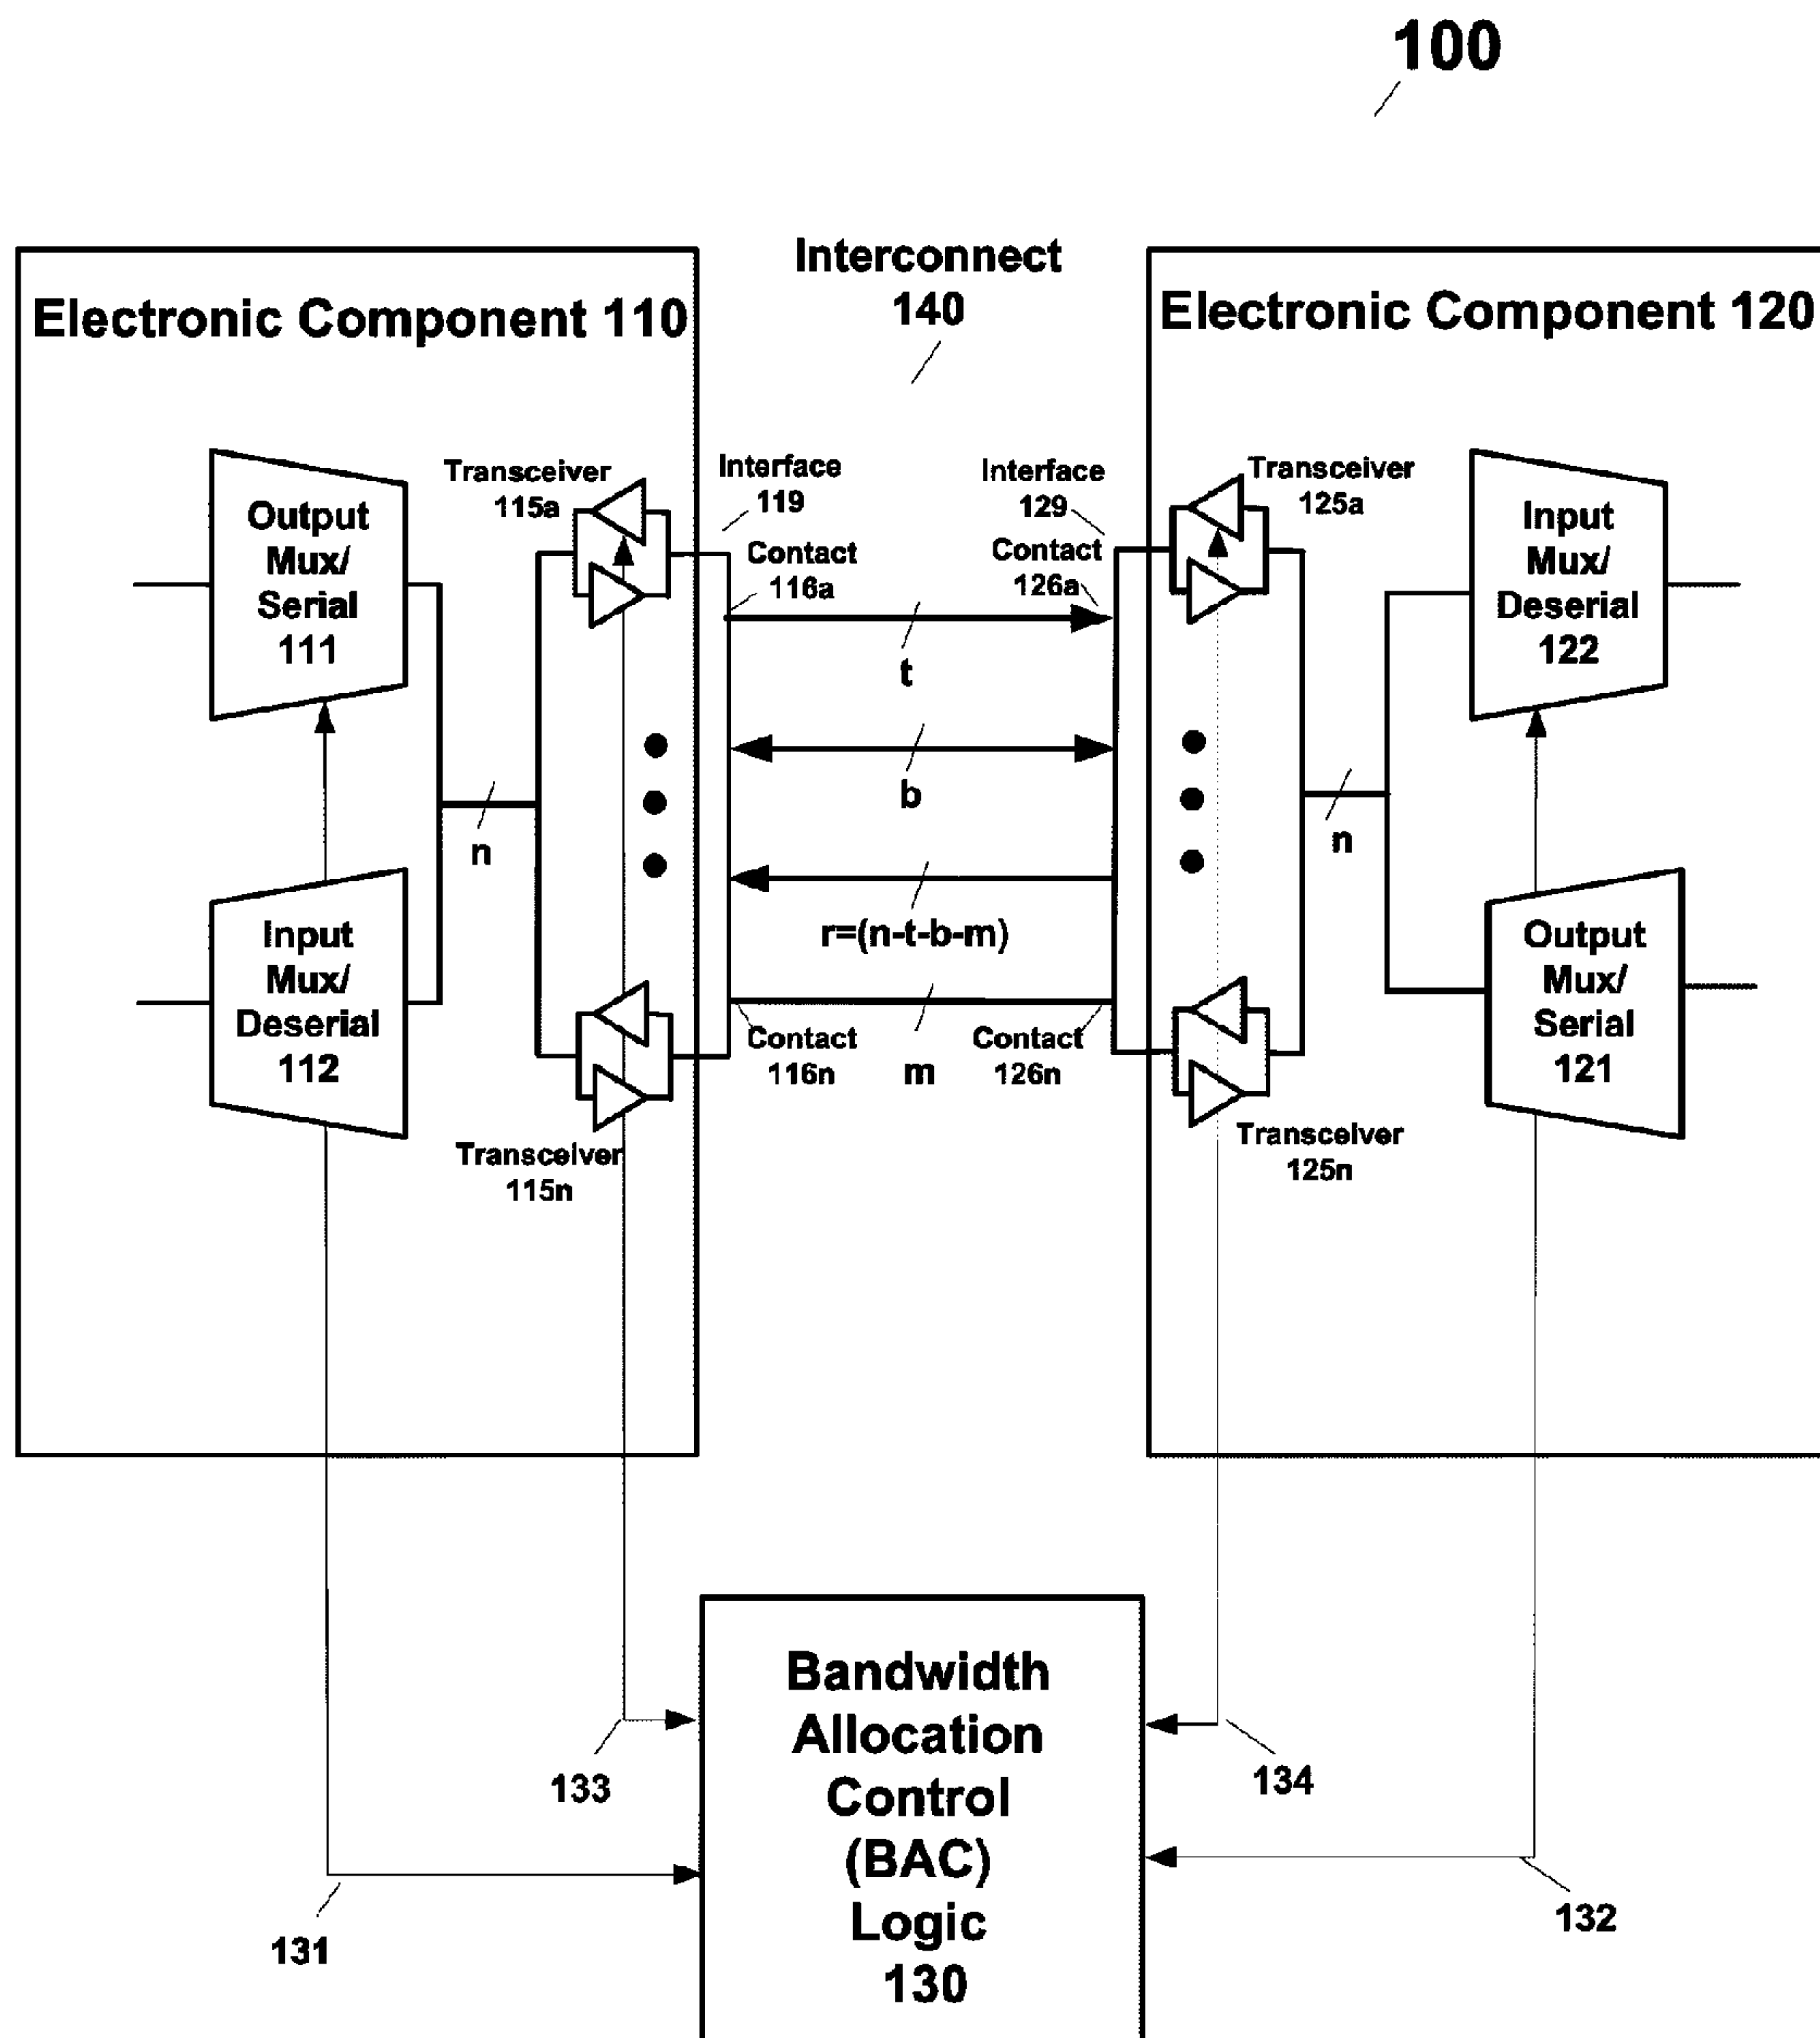 100
Interconnect
140
Electronic Component 110
Electronic Component 120
Output
Mux/
Serial
111
Input
Mux/
Deserial
112
Transceiver
115a
Transceiver
115n
n
Interface
119
Contact
116a
Interface
129
Contact
126a
t
b
r=(n-t-b-m)
m
Contact
116n
Contact
126n
Transceiver
125a
Transceiver
125n
n
Input
Mux/
Deserial
122
Output
Mux/
Serial
121
133
131
134
132
Bandwidth
Allocation
Control
(BAC)
Logic
130